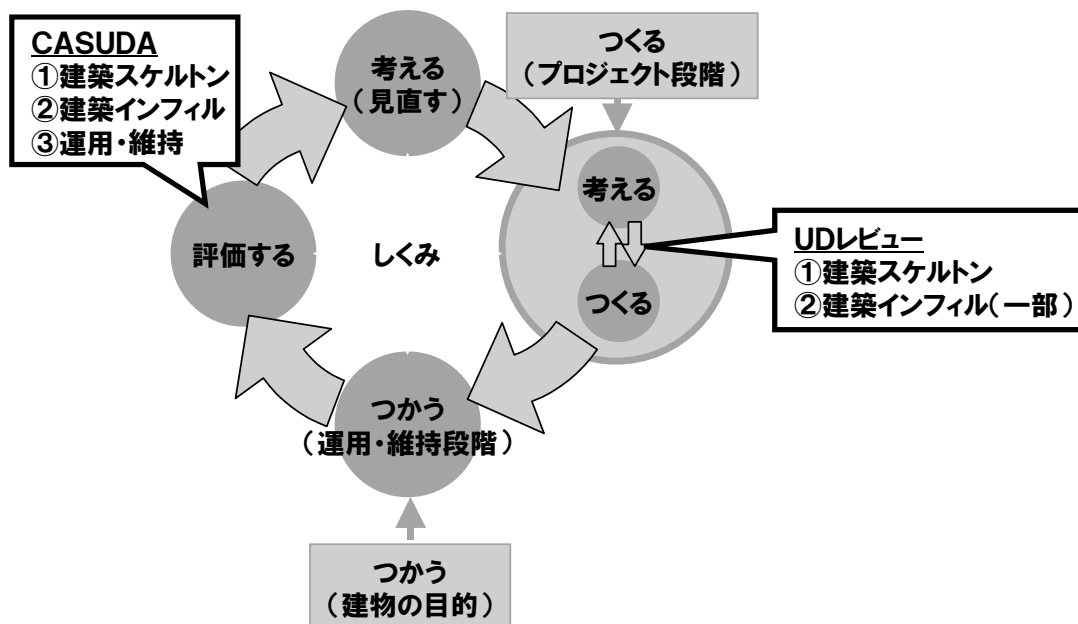 CASUDA
①建築スケルトン
②建築インフィル
③運用・維持
考える
（見直す）
つくる
（プロジェクト段階）
考える
つくる
UDレビュー
①建築スケルトン
②建築インフィル（一部）
評価する
しくみ
つかう
（運用・維持段階）
つかう
（建物の目的）